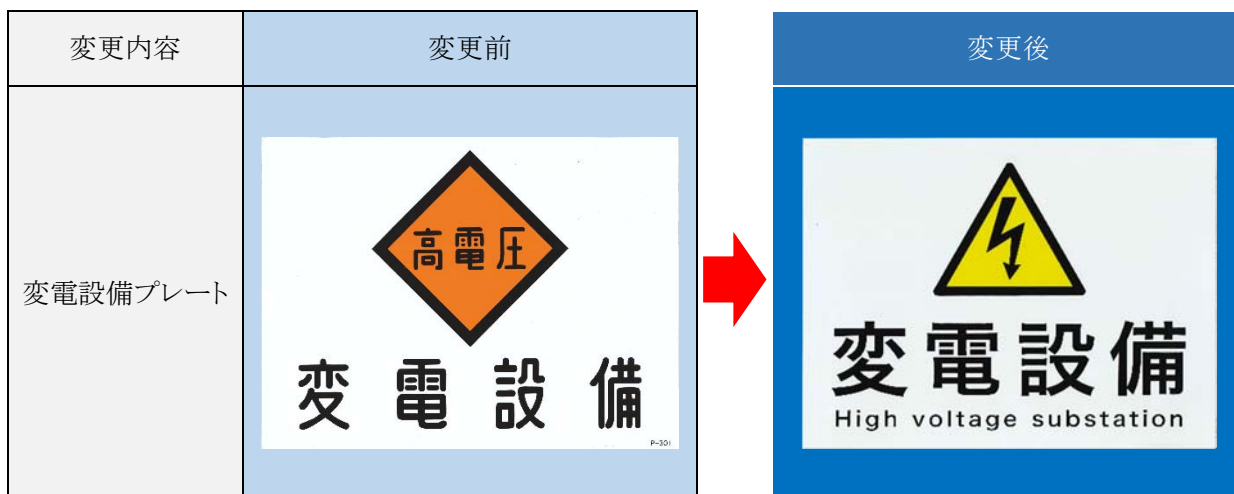 変更内容
変更前
変更後
変電設備プレート
高電圧
変電設備
P-301
変電設備
High voltage substation